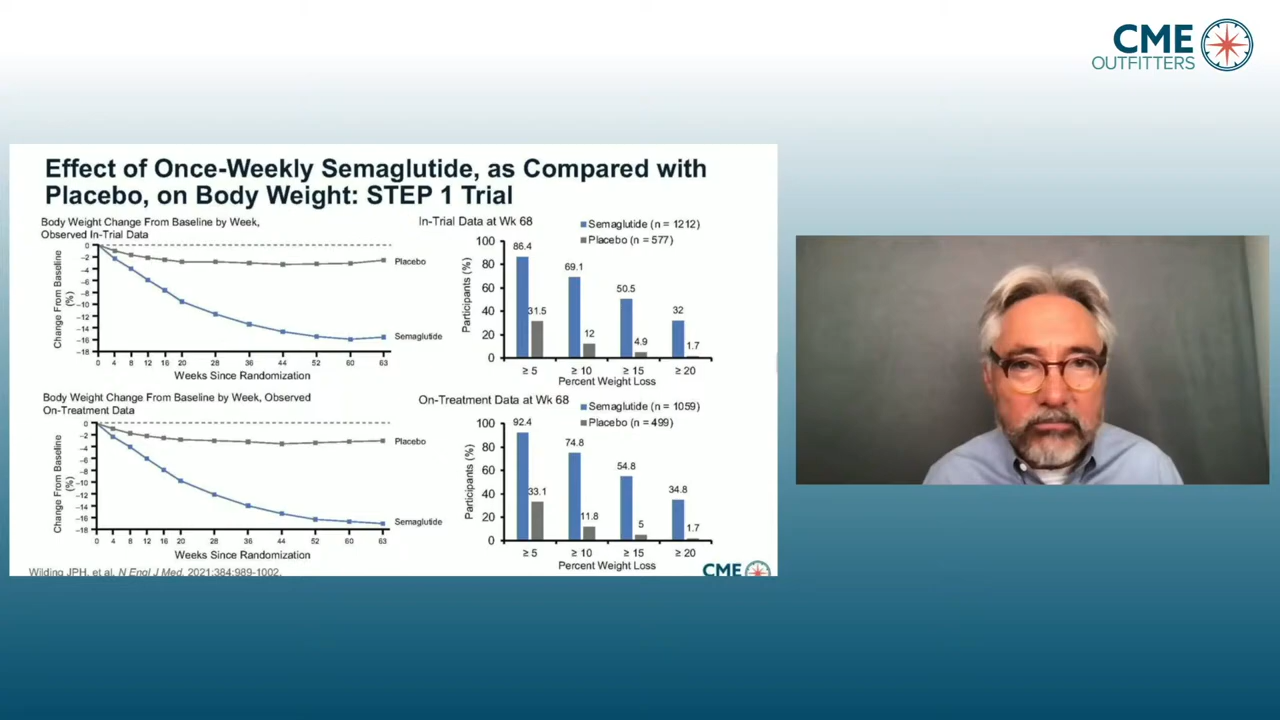 CME
OUTFITTERS
Effect of Once-Weekly Semaglutide, as Compared with
Placebo, on Body Weight: STEP 1 Trial
Body Weight Change From Baseline by Week,
Observed In-Trial Data
Change From Baseline
(%)
0
–2
–4
–6
–8
–10
–12
–14
–16
–18
Placebo
Semaglutide
0 4 8 12 16 20 28 36 44 52 60 63
Weeks Since Randomization
In-Trial Data at Wk 68
Semaglutide (n = 1212)
Placebo (n = 577)
Participants (%)
100
80
60
40
20
0
86.4
31.5
69.1
12
50.5
4.9
32
1.7
≥ 5 ≥ 10 ≥ 15 ≥ 20
Percent Weight Loss
Body Weight Change From Baseline by Week, Observed
On-Treatment Data
Change From Baseline
(%)
0
–2
–4
–6
–8
–10
–12
–14
–16
–18
Placebo
Semaglutide
0 4 8 12 16 20 28 36 44 52 60 63
Weeks Since Randomization
On-Treatment Data at Wk 68
Semaglutide (n = 1059)
Placebo (n = 499)
Participants (%)
100
80
60
40
20
0
92.4
33.1
74.8
11.8
54.8
5
34.8
1.7
≥ 5 ≥ 10 ≥ 15 ≥ 20
Percent Weight Loss
Wilding JPH, et al. N Engl J Med. 2021;384:989-1002.
CME